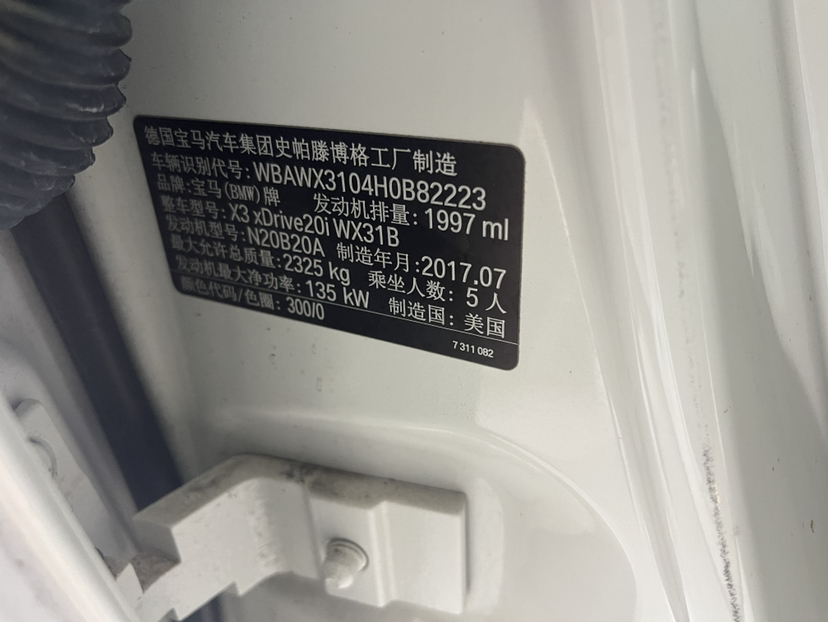 德国宝马汽车集团史帕滕博格工厂制造
车辆识别代号: WBAWX3104H0B82223
品牌: 宝马(BMW)牌 发动机排量: 1997 ml
整车型号: X3 xDrive20i WX31B
发动机型号: N20B20A 制造年月: 2017.07
最大允许总质量: 2325 kg 乘坐人数: 5 人
发动机最大净功率: 135 kW 制造国: 美国
颜色代码/色圈: 300/0
7 311 082